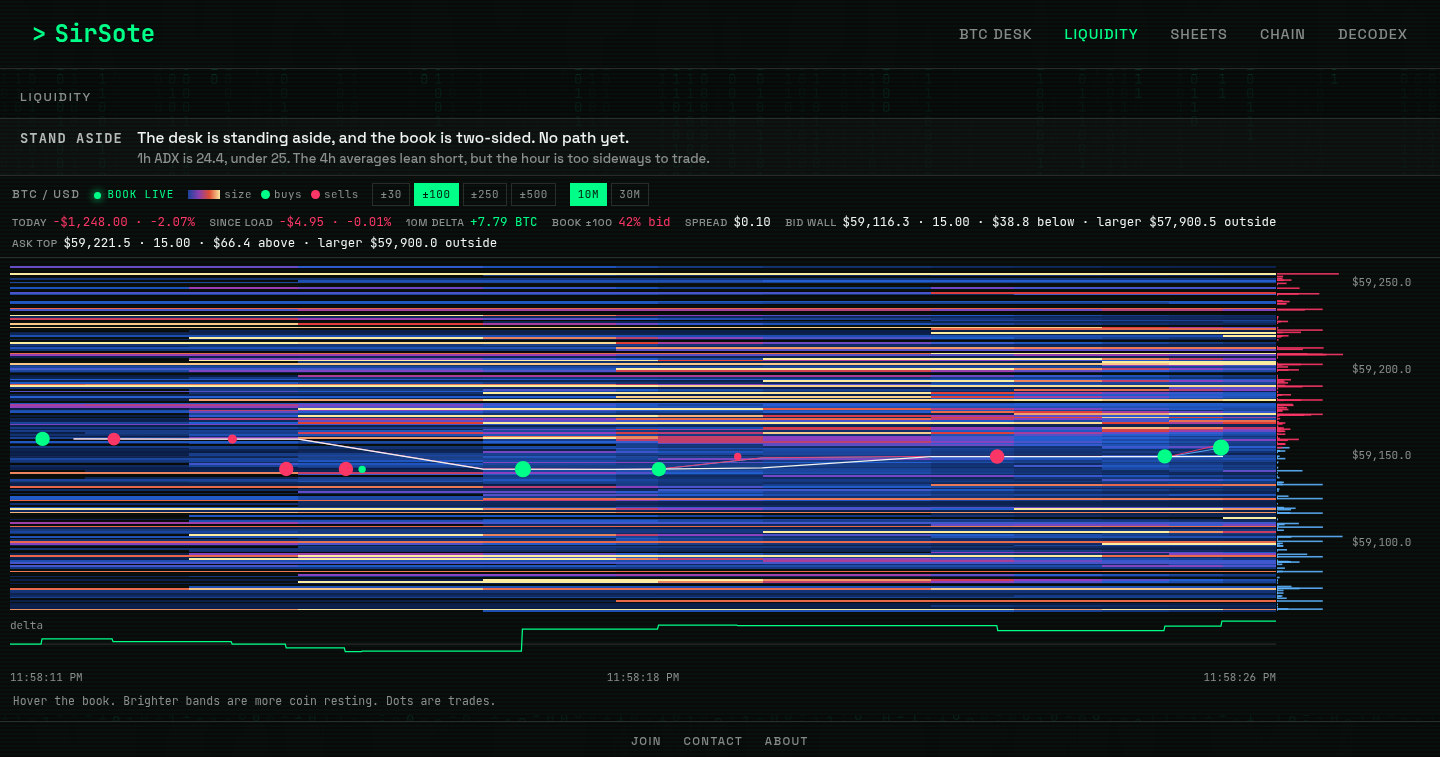 > SirSote
BTC DESK LIQUIDITY SHEETS CHAIN DECODEX
LIQUIDITY
STAND ASIDE The desk is standing aside, and the book is two-sided. No path yet.
1h ADX is 24.4, under 25. The 4h averages lean short, but the hour is too sideways to trade.
BTC / USD BOOK LIVE size buys sells ±30 ±100 ±250 ±500 10M 30M
TODAY -$1,248.00 · -2.07% SINCE LOAD -$4.95 · -0.01% 10M DELTA +7.79 BTC BOOK ±100 42% bid SPREAD $0.10 BID WALL $59,116.3 · 15.00 · $38.8 below · larger $57,900.5 outside
ASK TOP $59,221.5 · 15.00 · $66.4 above · larger $59,900.0 outside
$59,250.0
$59,200.0
$59,150.0
$59,100.0
delta
11:58:11 PM 11:58:18 PM 11:58:26 PM
Hover the book. Brighter bands are more coin resting. Dots are trades.
JOIN CONTACT ABOUT